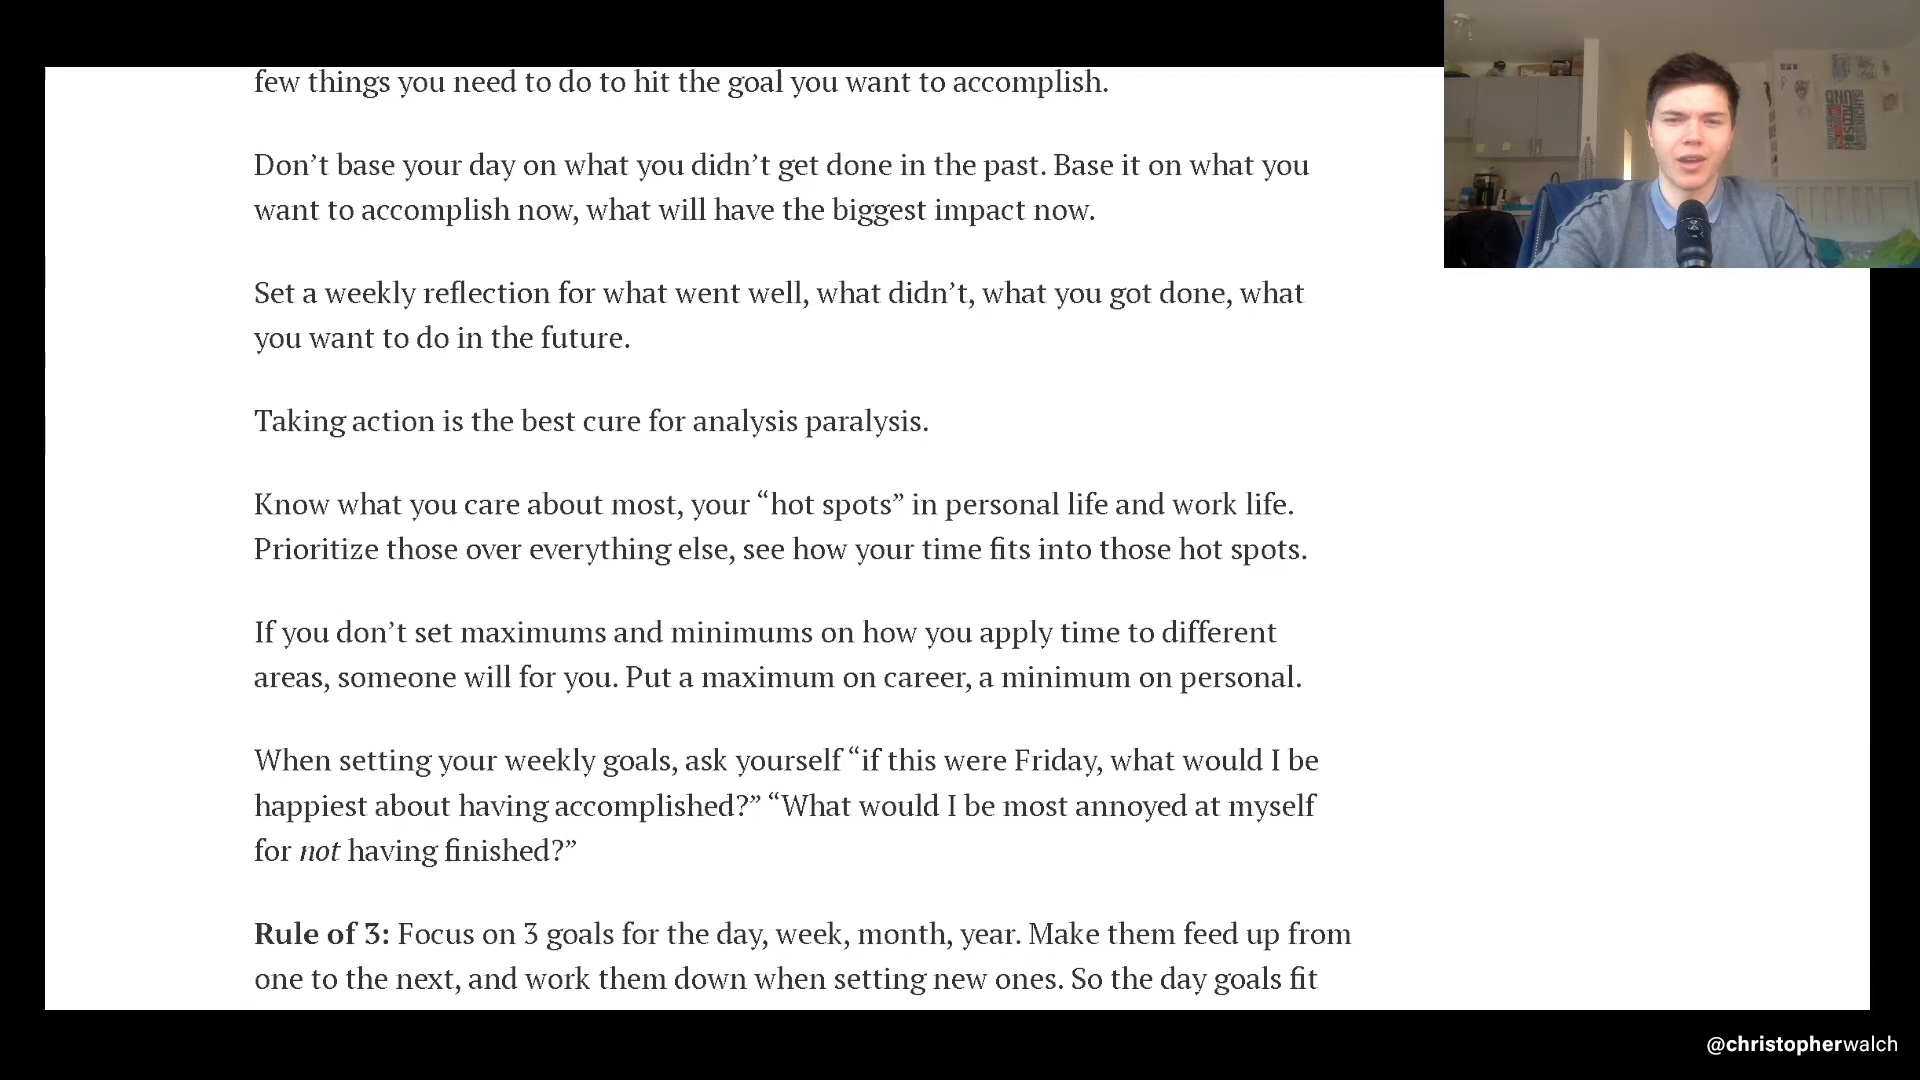 few things you need to do to hit the goal you want to accomplish.
Don’t base your day on what you didn’t get done in the past. Base it on what you
want to accomplish now, what will have the biggest impact now.
Set a weekly reflection for what went well, what didn’t, what you got done, what
you want to do in the future.
Taking action is the best cure for analysis paralysis.
Know what you care about most, your “hot spots” in personal life and work life.
Prioritize those over everything else, see how your time fits into those hot spots.
If you don’t set maximums and minimums on how you apply time to different
areas, someone will for you. Put a maximum on career, a minimum on personal.
When setting your weekly goals, ask yourself “if this were Friday, what would I be
happiest about having accomplished?” “What would I be most annoyed at myself
for not having finished?”
Rule of 3: Focus on 3 goals for the day, week, month, year. Make them feed up from
one to the next, and work them down when setting new ones. So the day goals fit
@christopherwalch